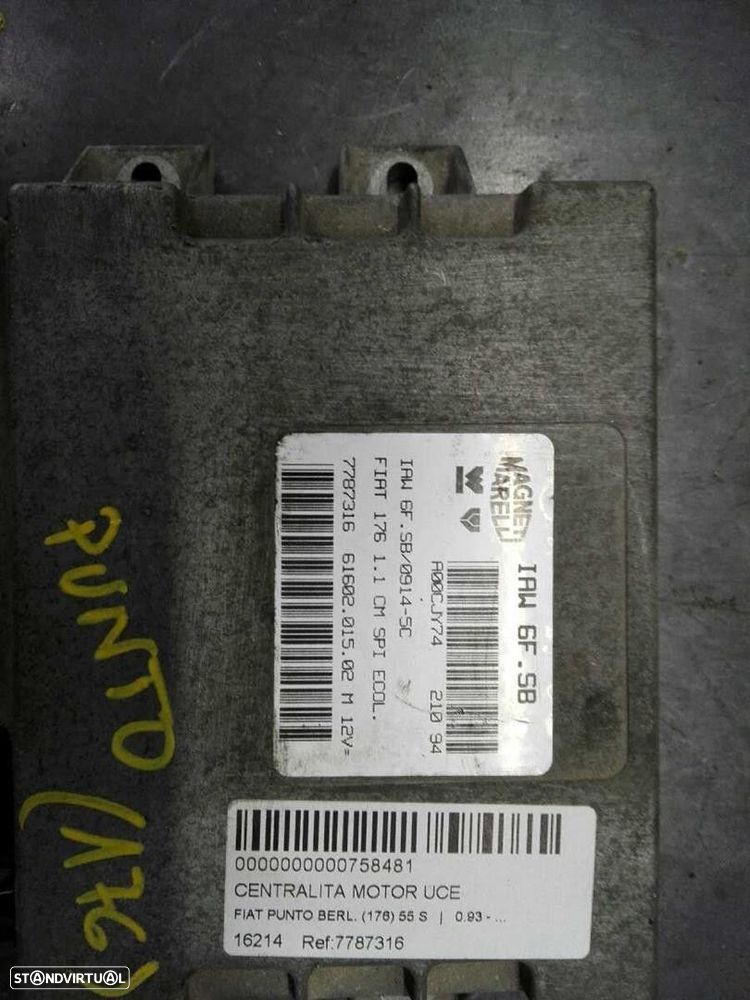 MAGNETI
MARELLI
IAW 6F.SB
A00CJY74 210 94
IAW 6F.SB/0914-5C
FIAT 176 1.1 CM SPI ECOL.
7787316 61602.015.02 M 12V=
PUNTO (176)
0000000000758481
CENTRALITA MOTOR UCE
FIAT PUNTO BERL. (176) 55 S | 0.93 - ...
16214 Ref:7787316
STANDVIRTUAL